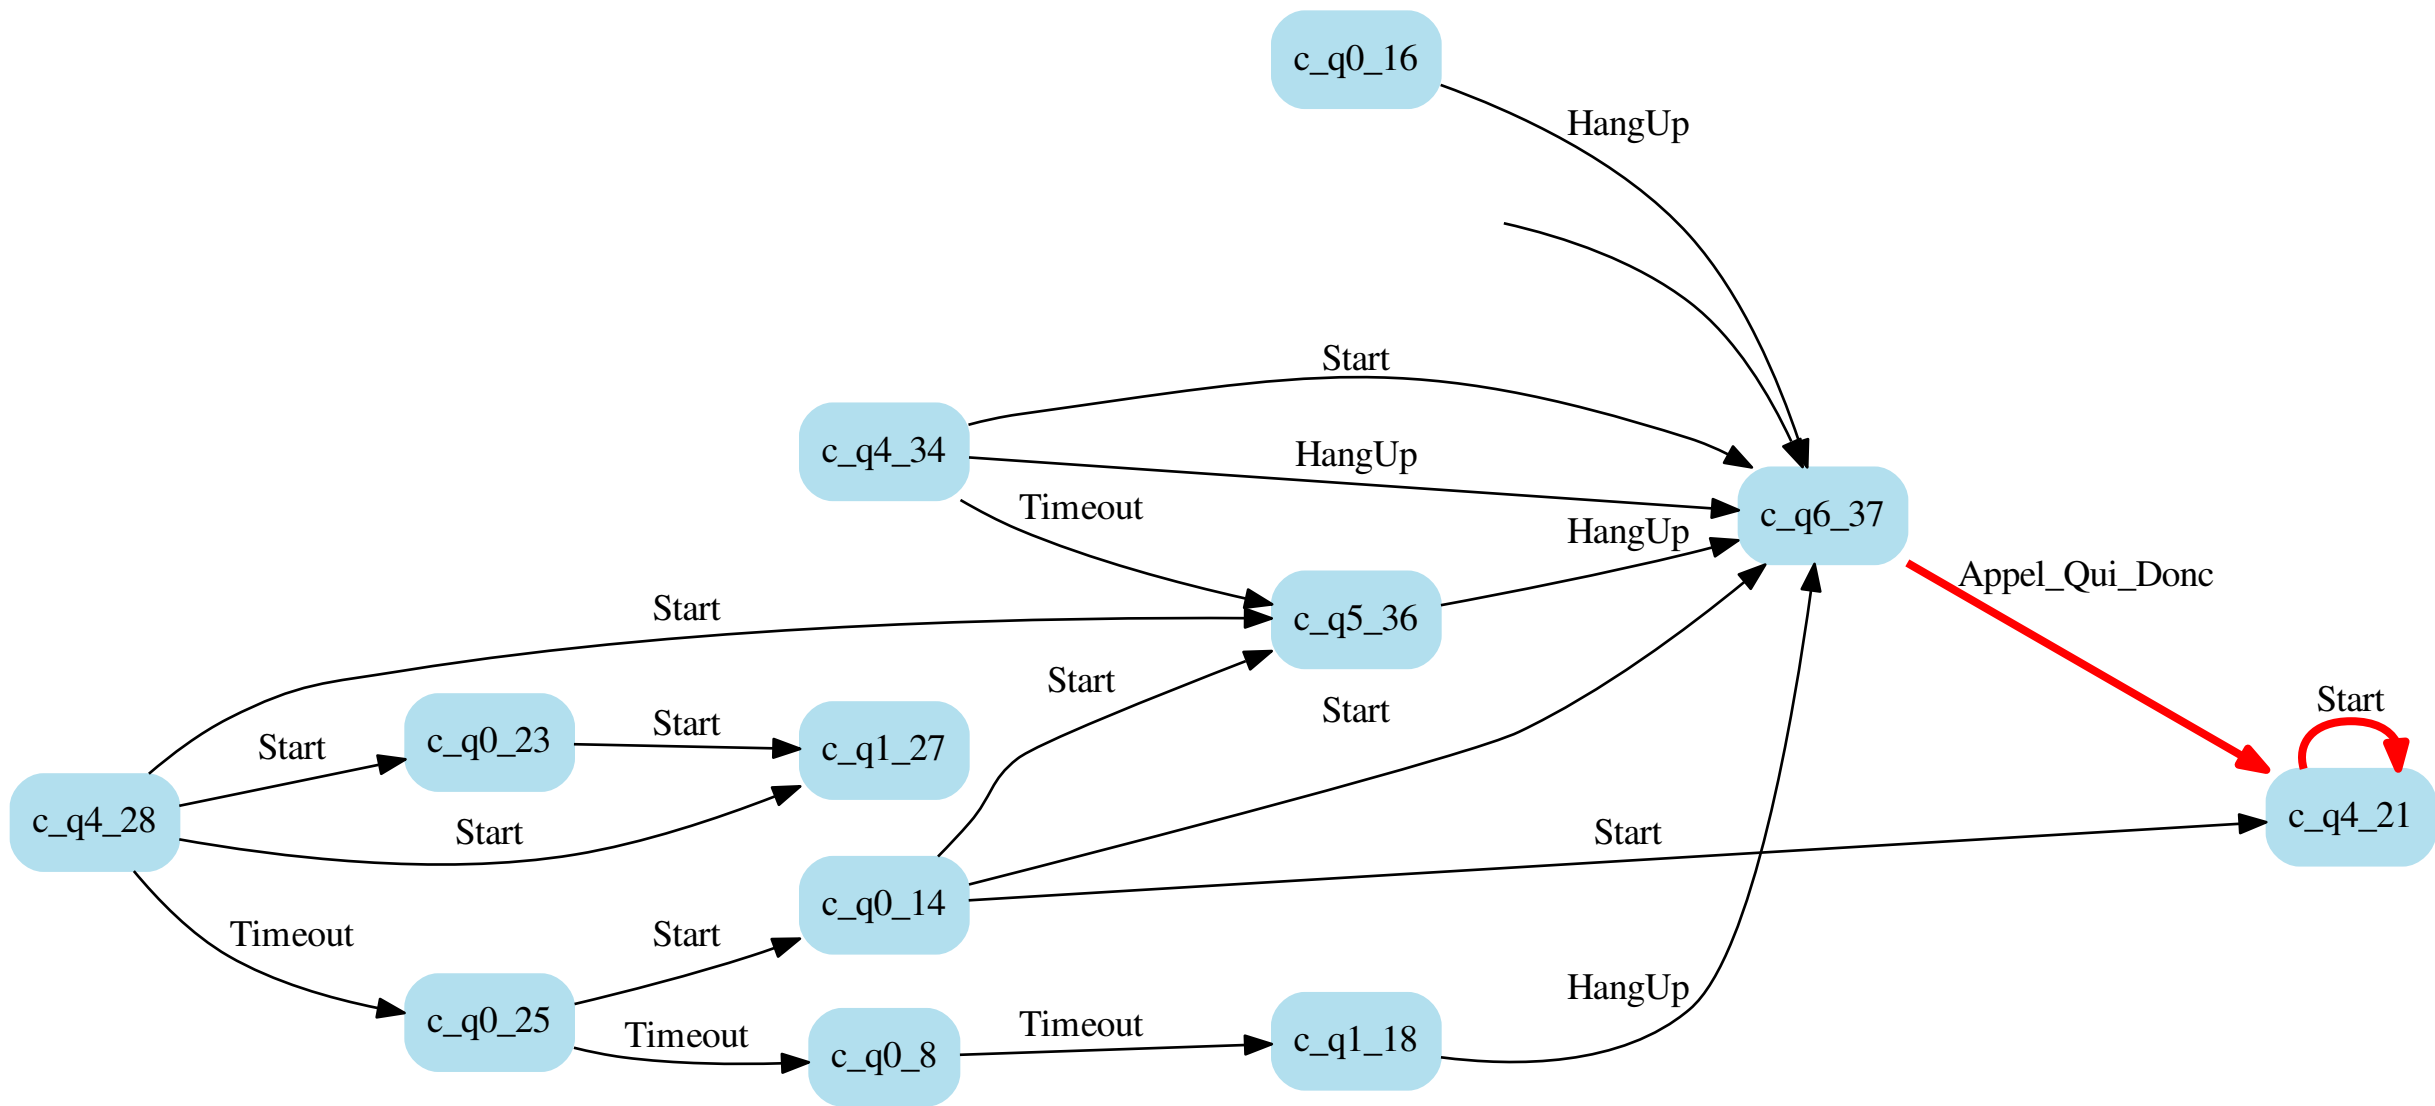 c_q0_16
HangUp
Start
c_q4_34
HangUp
Timeout
c_q6_37
HangUp
Appel_Qui_Donc
Start
c_q5_36
Start
Start
Start
Start
c_q0_23
Start
c_q1_27
c_q4_28
Start
c_q4_21
Start
c_q0_14
Timeout
Start
HangUp
c_q0_25
Timeout
c_q0_8
Timeout
c_q1_18